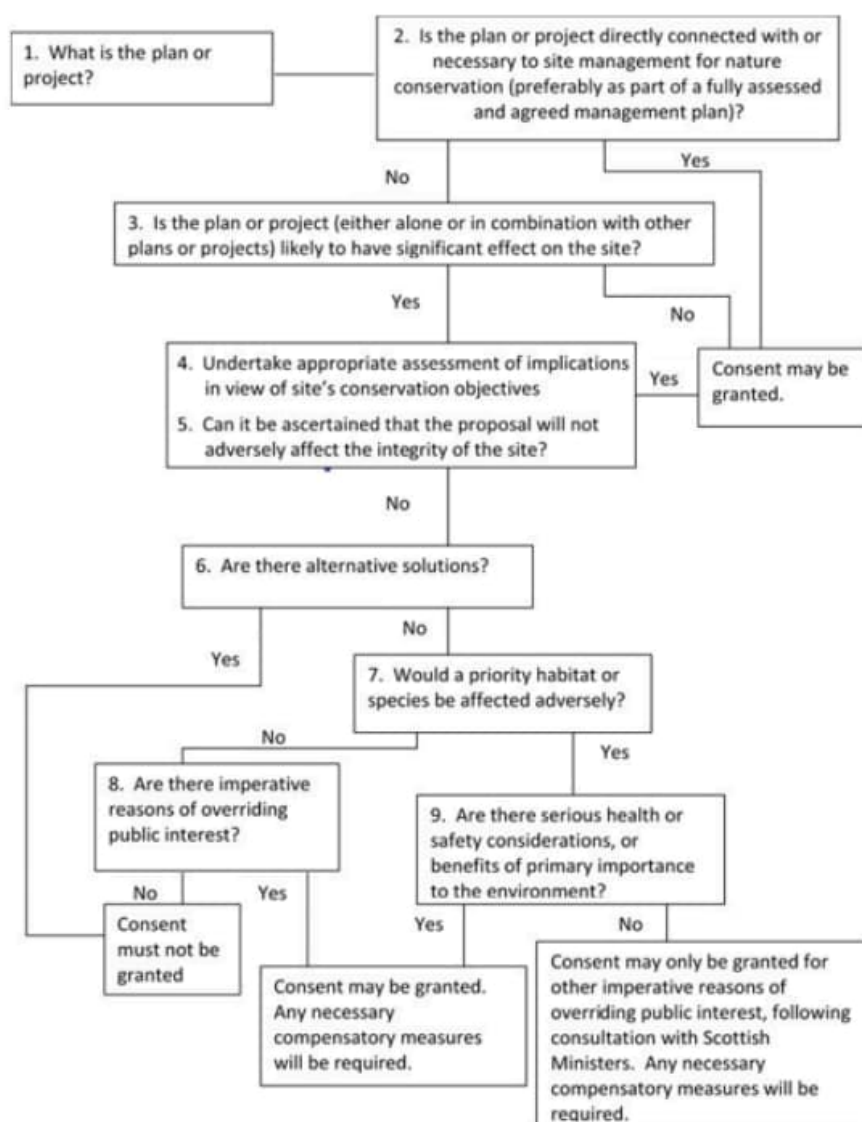 1. What is the plan or
project?
2. Is the plan or project directly connected with or
necessary to site management for nature
conservation (preferably as part of a fully assessed
and agreed management plan)?
Yes
No
3. Is the plan or project (either alone or in combination with other
plans or projects) likely to have significant effect on the site?
Yes
No
4. Undertake appropriate assessment of implications
in view of site's conservation objectives
5. Can it be ascertained that the proposal will not
adversely affect the integrity of the site?
Yes
Consent may be
granted.
No
6. Are there alternative solutions?
No
Yes
7. Would a priority habitat or
species be affected adversely?
No
Yes
8. Are there imperative
reasons of overriding
public interest?
9. Are there serious health or
safety considerations, or
benefits of primary importance
to the environment?
No
Yes
Yes
No
Consent
must not be
granted
Consent may be granted.
Any necessary
compensatory measures
will be required.
Consent may only be granted for
other imperative reasons of
overriding public interest, following
consultation with Scottish
Ministers. Any necessary
compensatory measures will be
required.